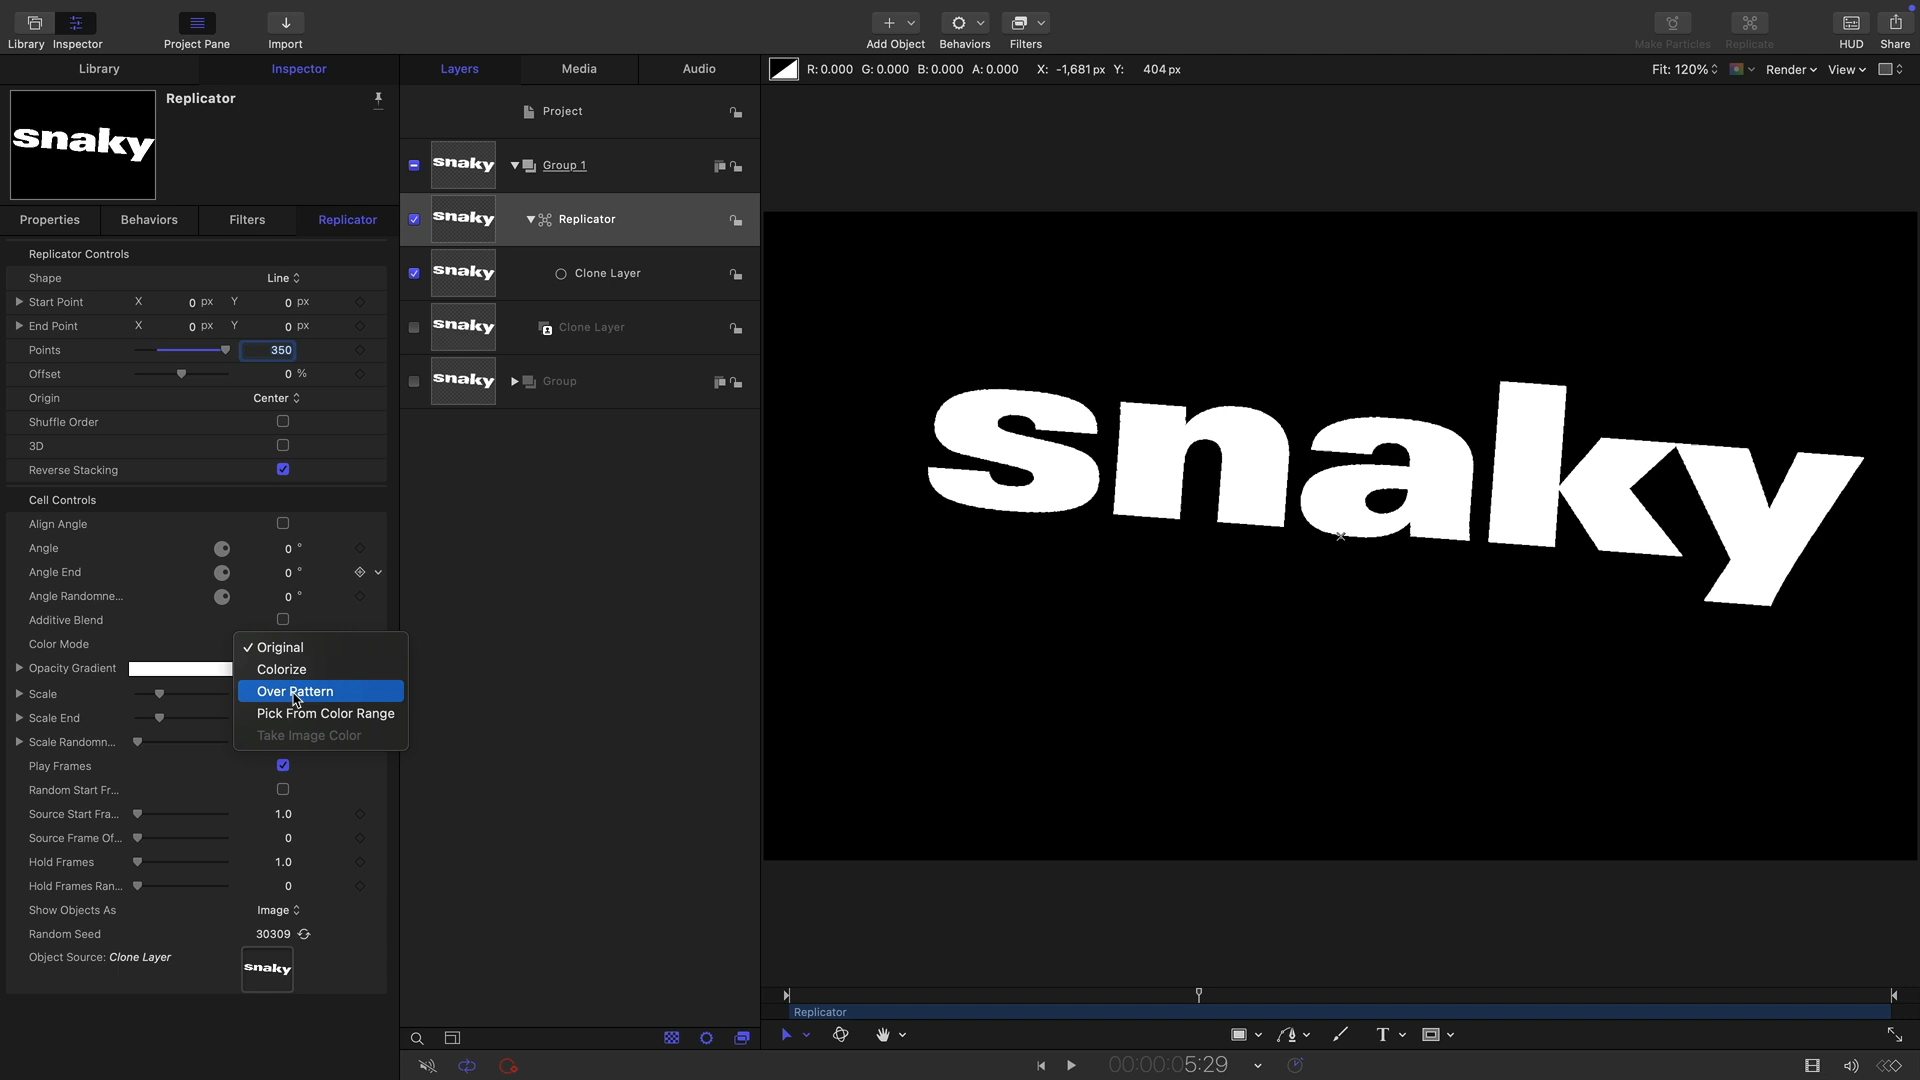 Library Inspector
Project Pane
Import
Add Object
Behaviors
Filters
Make Particles
Replicate
HUD
Share
Library
Inspector
Layers
Media
Audio
R: 0.000 G: 0.000 B: 0.000 A: 0.000 X: -1,681 px Y: 404 px
Fit: 120%
Render
View
snaky
Replicator
Properties
Behaviors
Filters
Replicator
Replicator Controls
Shape Line
Start Point X 0 px Y 0 px
End Point X 0 px Y 0 px
Points 350
Offset 0 %
Origin Center
Shuffle Order
3D
Reverse Stacking
Cell Controls
Align Angle
Angle 0 °
Angle End 0 °
Angle Randomne... 0 °
Additive Blend
Color Mode
Opacity Gradient
Scale
Scale End
Scale Randomn...
Original
Colorize
Over Pattern
Pick From Color Range
Take Image Color
Play Frames
Random Start Fr...
Source Start Fra... 1.0
Source Frame Of... 0
Hold Frames 1.0
Hold Frames Ran... 0
Show Objects As Image
Random Seed 30309
Object Source: Clone Layer
snaky
Project
snaky Group 1
snaky Replicator
snaky Clone Layer
snaky Clone Layer
snaky Group
snaky
Replicator
T
00:00:05:29